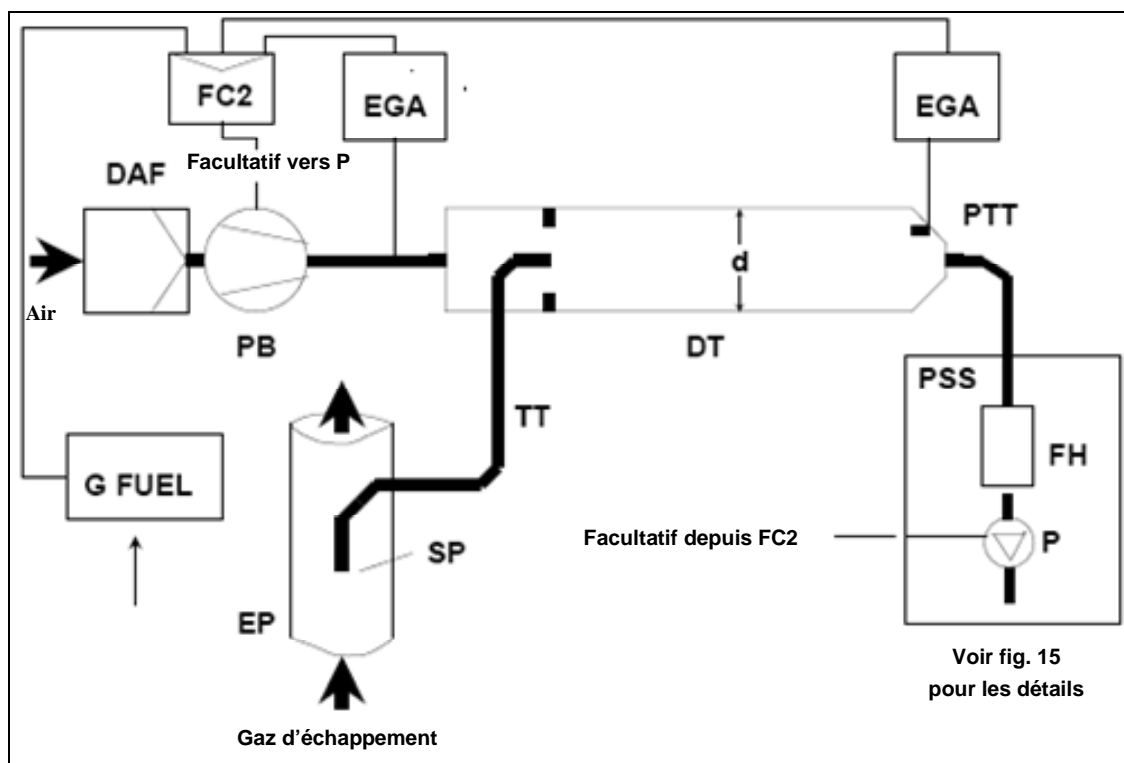 FC2
EGA
EGA
Facultatif vers P
DAF
PTT
Air
d
PB
DT
PSS
TT
FH
G FUEL
Facultatif depuis FC2
P
SP
EP
Voir fig. 15
pour les détails
Gaz d'échappement